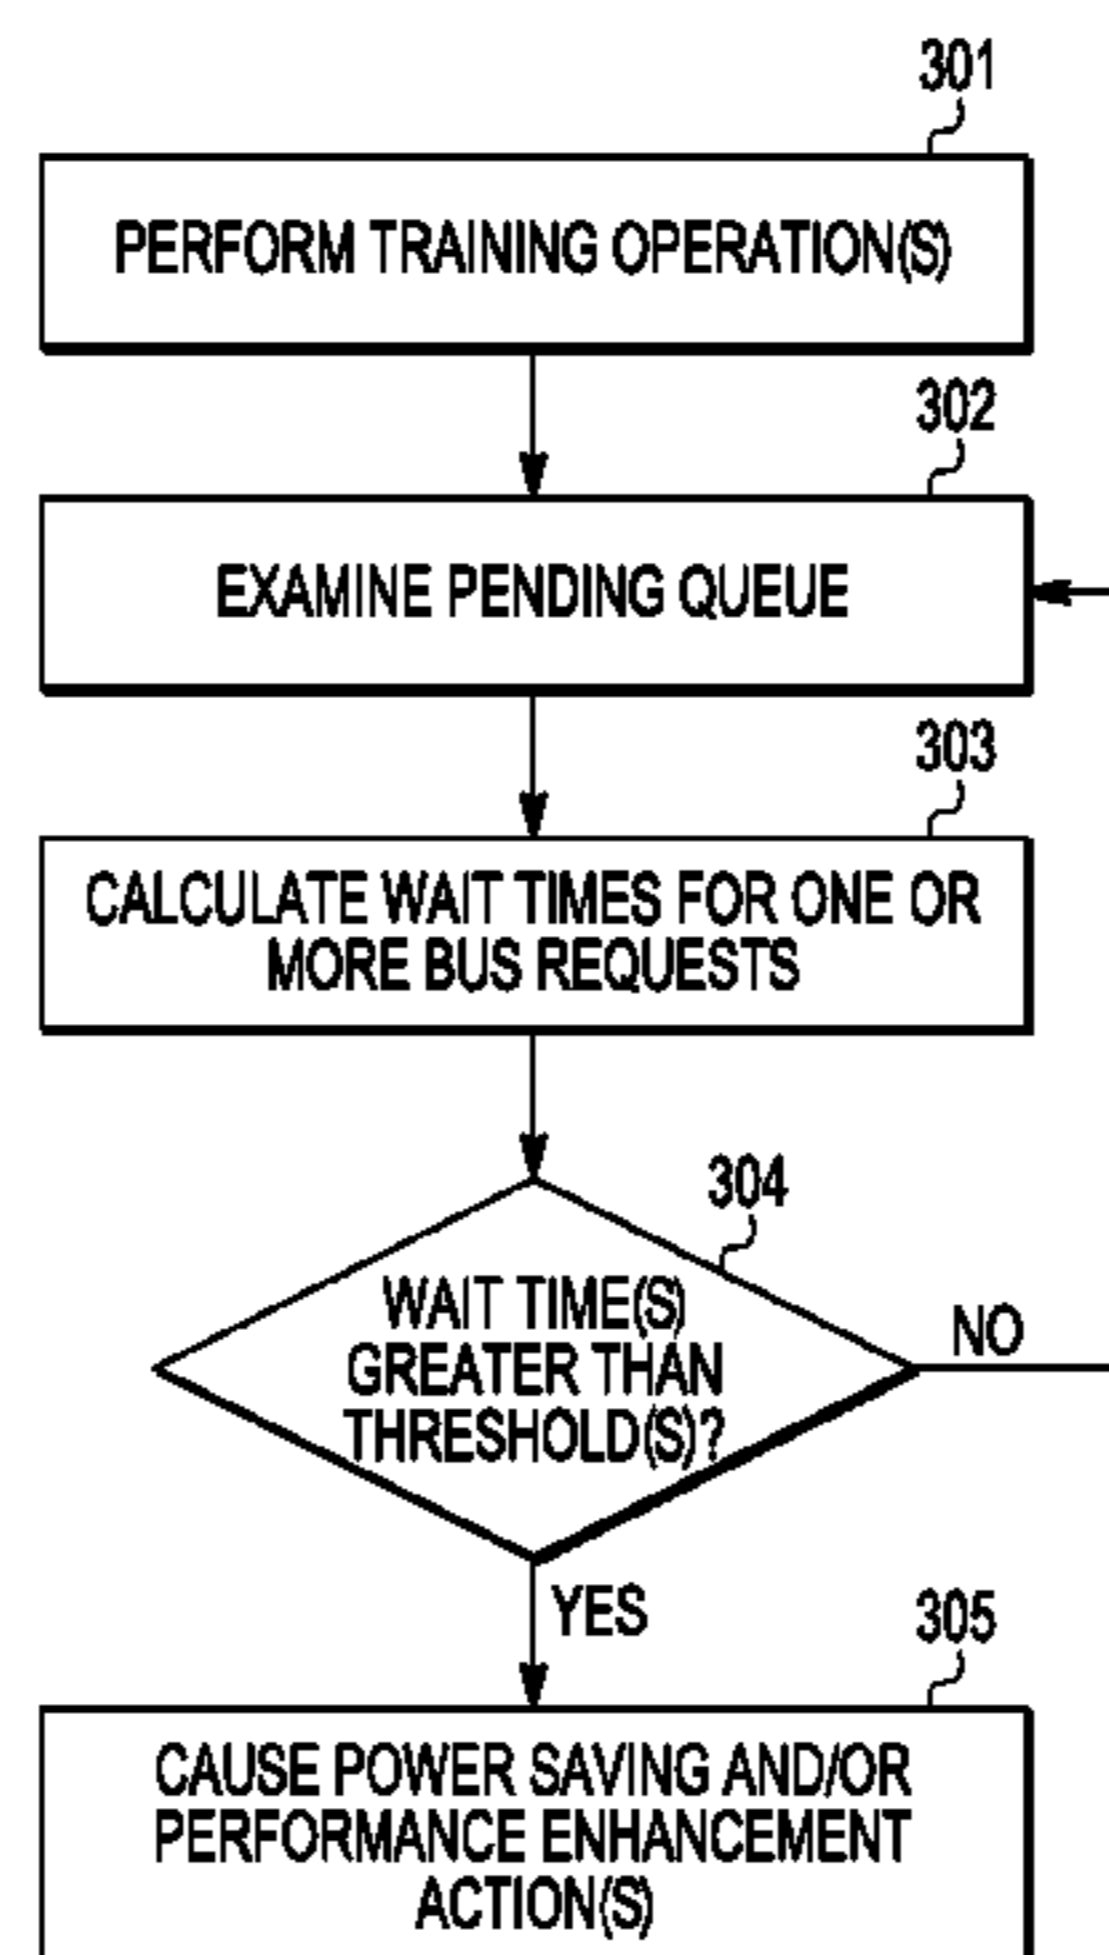 301
PERFORM TRAINING OPERATION(S)
302
EXAMINE PENDING QUEUE
303
CALCULATE WAIT TIMES FOR ONE OR
MORE BUS REQUESTS
304
WAIT TIME(S)
GREATER THAN
THRESHOLD(S)?
NO
YES
305
CAUSE POWER SAVING AND/OR
PERFORMANCE ENHANCEMENT
ACTION(S)